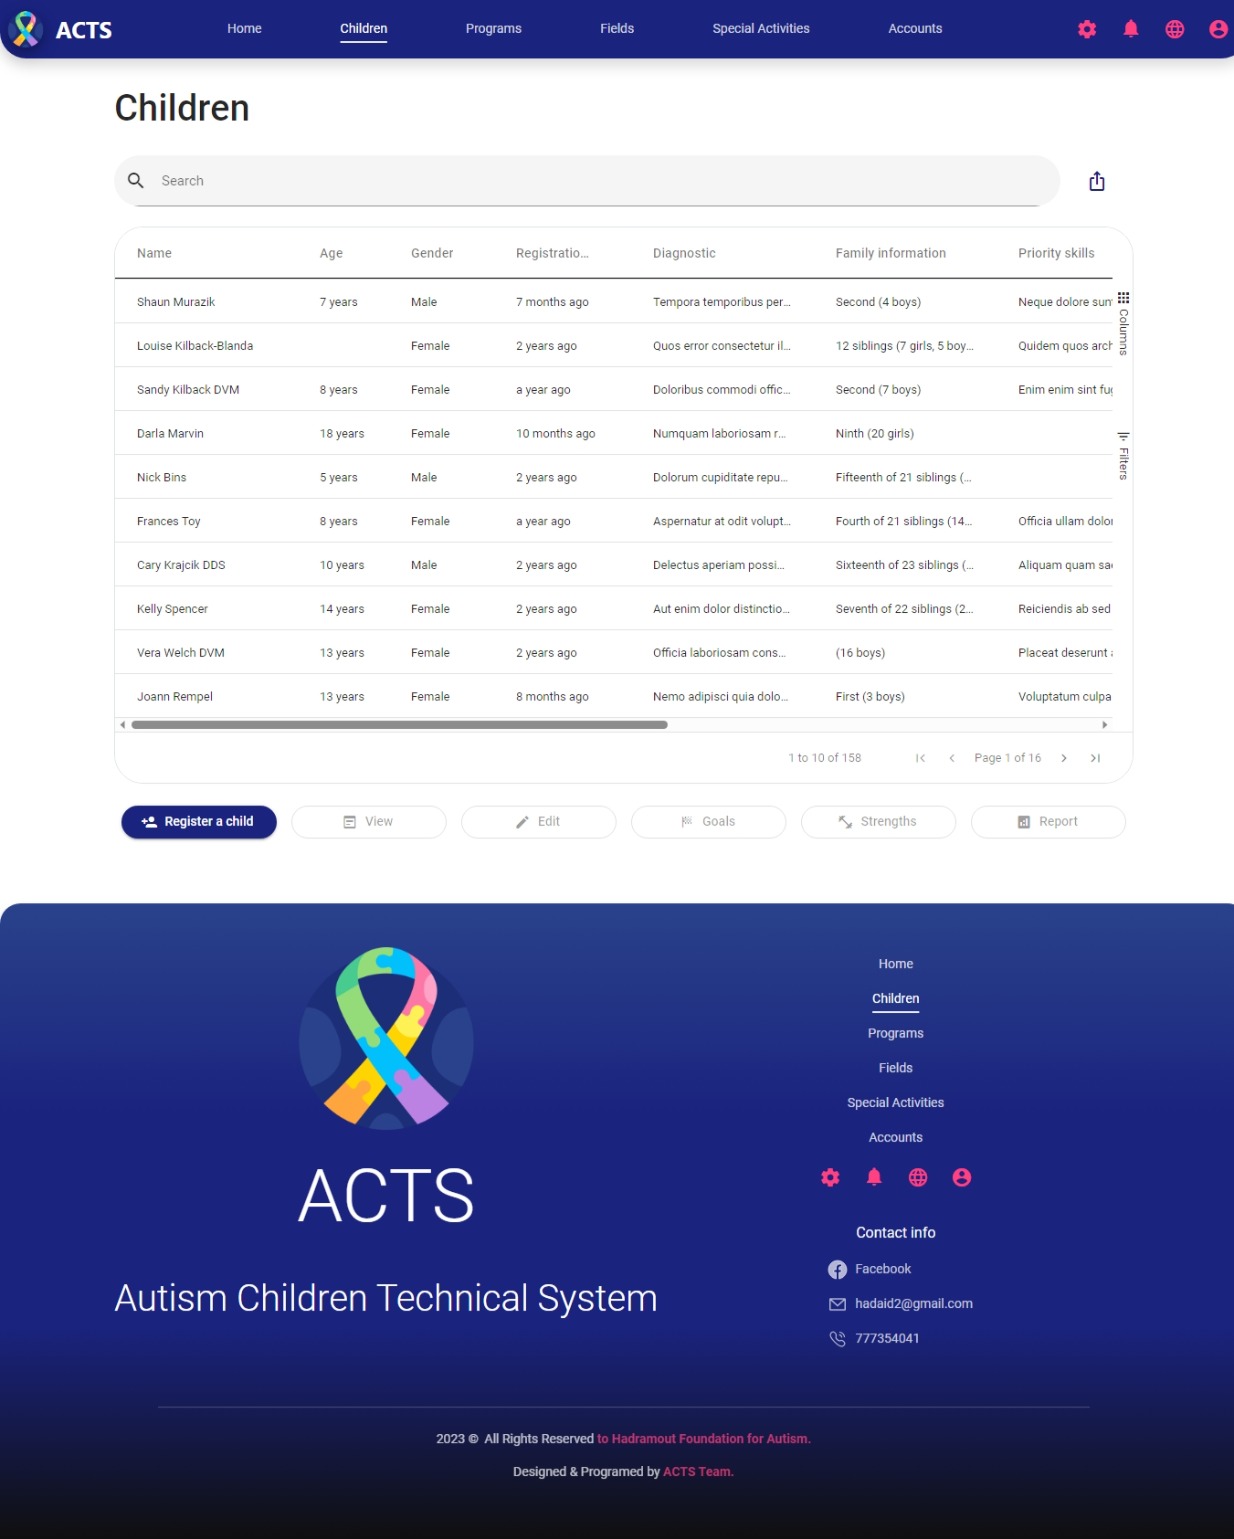 ACTS Home Children Programs Fields Special Activities Accounts
Children
Search
Name Age Gender Registratio... Diagnostic Family information Priority skills
Shaun Murazik 7 years Male 7 months ago Tempora temporibus per... Second (4 boys) Neque dolore sum
Louise Kilback-Blanda Female 2 years ago Quos error consectetur il... 12 siblings (7 girls, 5 boy... Quidem quos arch
Sandy Kilback DVM 8 years Female a year ago Doloribus commodi offic... Second (7 boys) Enim enim sint fug
Darla Marvin 18 years Female 10 months ago Numquam laboriosam r... Ninth (20 girls)
Nick Bins 5 years Male 2 years ago Dolorum cupiditate repu... Fifteenth of 21 siblings (...
Frances Toy 8 years Female a year ago Aspernatur at odit volupt... Fourth of 21 siblings (14... Officia ullam dolor
Cary Krajcik DDS 10 years Male 2 years ago Delectus aperiam possi... Sixteenth of 23 siblings (... Aliquam quam sae
Kelly Spencer 14 years Female 2 years ago Aut enim dolor distinctio... Seventh of 22 siblings (2... Reiciendis ab sed
Vera Welch DVM 13 years Female 2 years ago Officia laboriosam cons... (16 boys) Placeat deserunt a
Joann Rempel 13 years Female 8 months ago Nemo adipisci quia dolo... First (3 boys) Voluptatum culpa
Columns
Filters
1 to 10 of 158 Page 1 of 16
Register a child View Edit Goals Strengths Report
ACTS
Autism Children Technical System
Home
Children
Programs
Fields
Special Activities
Accounts
Contact info
Facebook
hadaid2@gmail.com
777354041
2023 © All Rights Reserved to Hadramout Foundation for Autism.
Designed & Programed by ACTS Team.